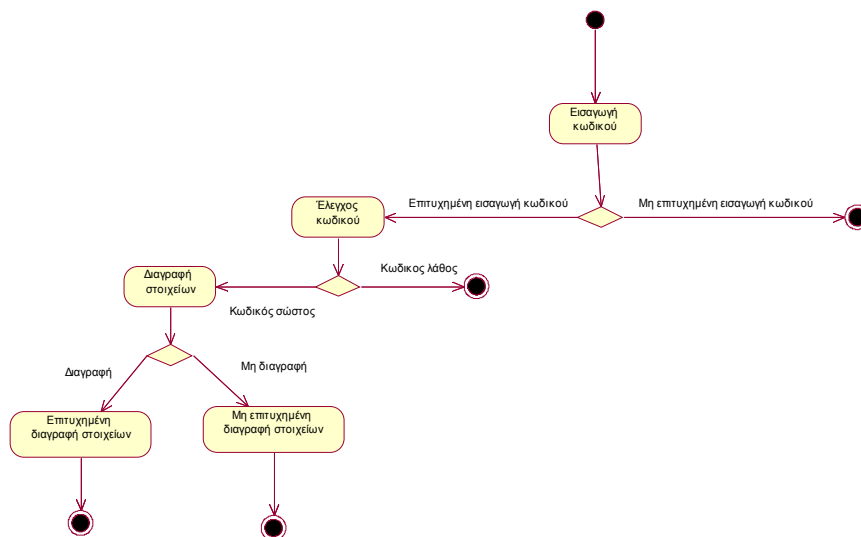 Εισαγωγή
κωδικού
Επιτυχημένη εισαγωγή κωδικού
Μη επιτυχημένη εισαγωγή κωδικού
Έλεγχος
κωδικού
Κωδικος λάθος
Διαγραφή
στοιχείων
Κωδικός σώστος
Διαγραφή
Μη διαγραφή
Επιτυχημένη
διαγραφή στοιχείων
Μη επιτυχημένη
διαγραφή στοιχείων